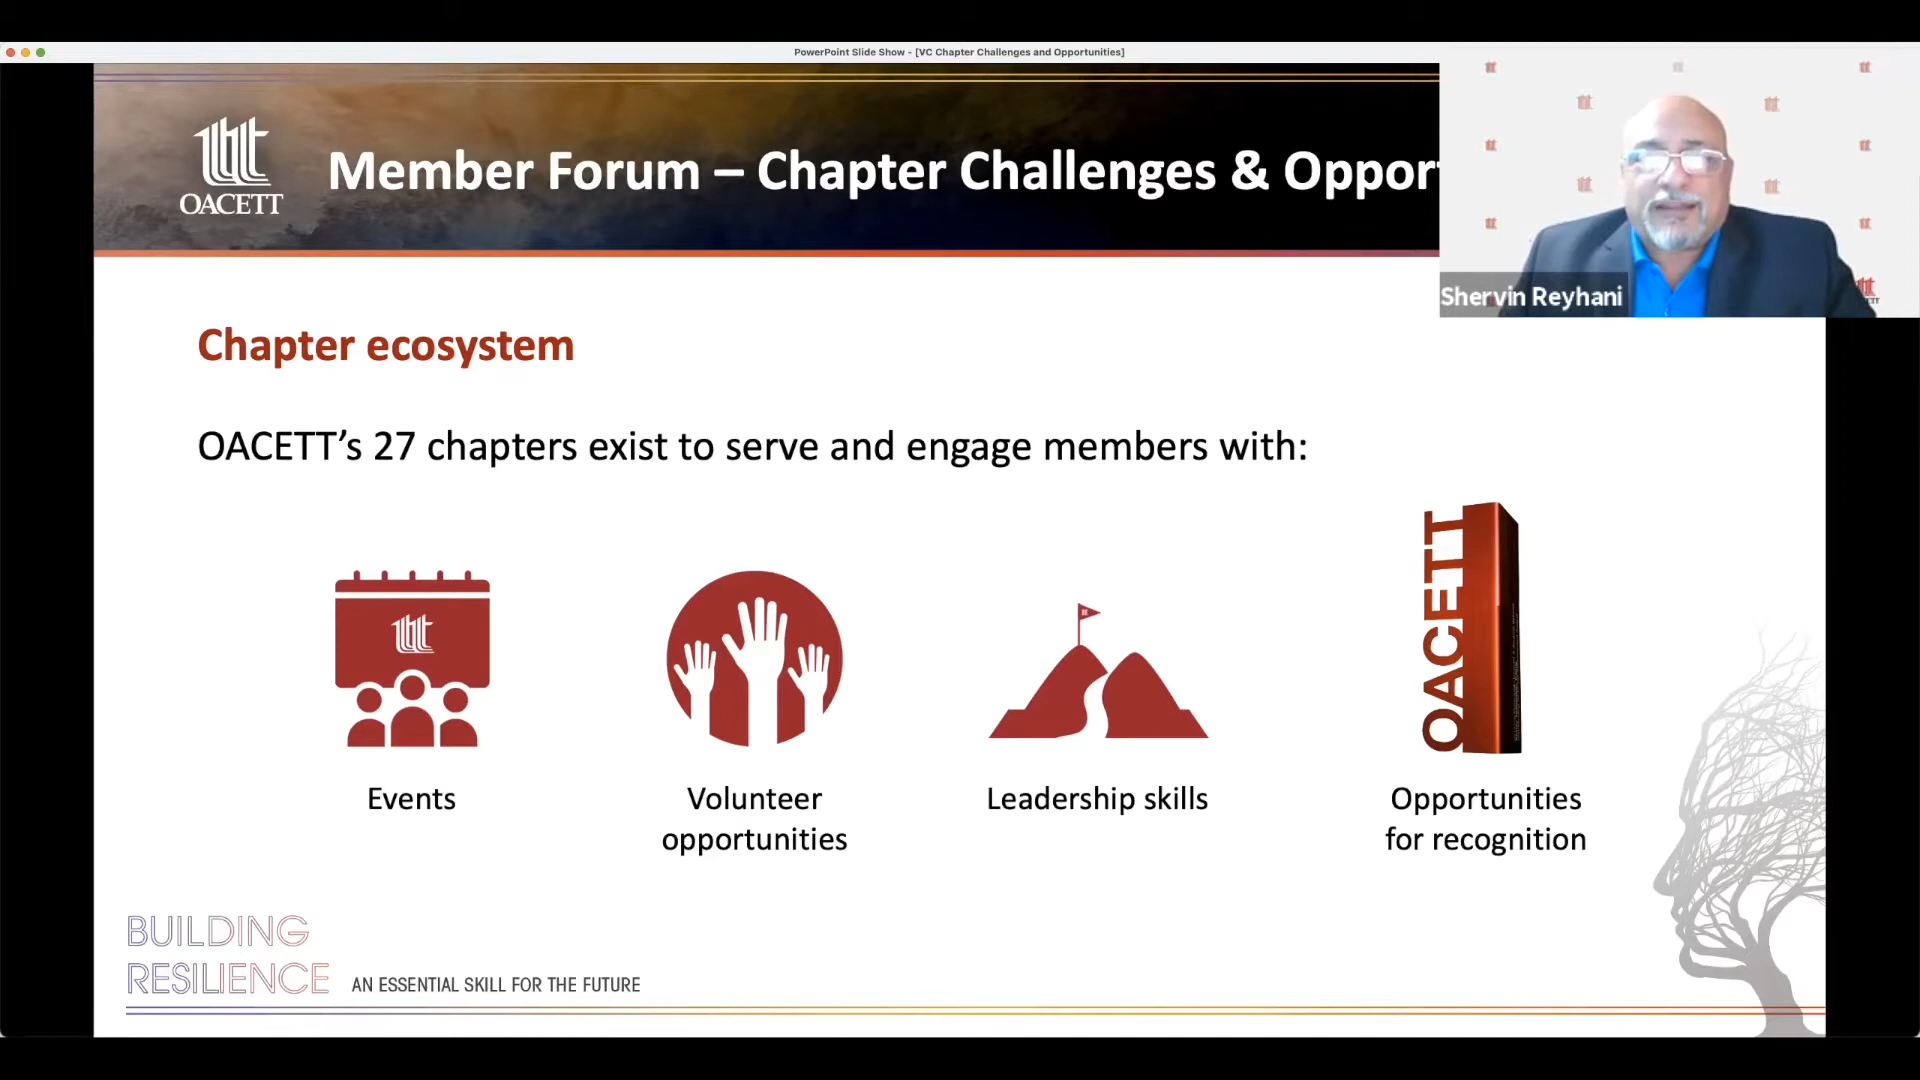 PowerPoint Slide Show - [VC Chapter Challenges and Opportunities]
OACETT
Member Forum – Chapter Challenges & Oppor
Shervin Reyhani
Chapter ecosystem
OACETT’s 27 chapters exist to serve and engage members with:
OACETT
Events
Volunteer
opportunities
Leadership skills
Opportunities
for recognition
BUILDING
RESILIENCE
AN ESSENTIAL SKILL FOR THE FUTURE